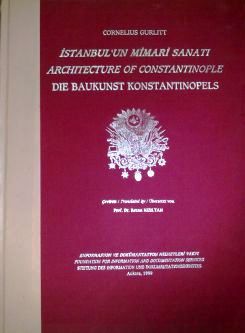 CORNELIUS GURLITT
İSTANBUL'UN MİMARİ SANATI
ARCHITECTURE OF CONSTANTINOPLE
DIE BAUKUNST KONSTANTINOPELS
Çeviren / Translated by / Übersetzt von
Prof. Dr. Rezan KIZILTAN
ENFORMASYON VE DOKÜMANTASYON HİZMETLERİ VAKFI
FOUNDATION FOR INFORMATION AND DOCUMENTATION SERVICES
STIFTUNG DES INFORMATION UND DOKUMENTATIONSDIENSTES
Ankara, 1999